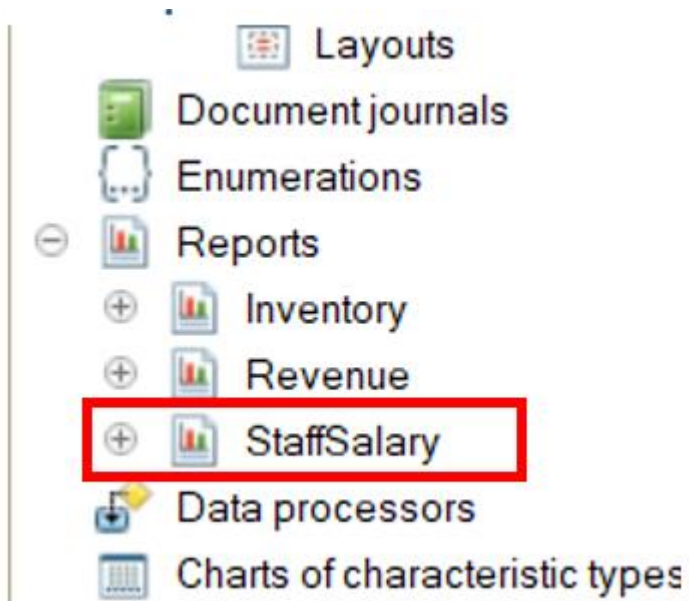 Layouts
Document journals
Enumerations
Reports
Inventory
Revenue
StaffSalary
Data processors
Charts of characteristic types